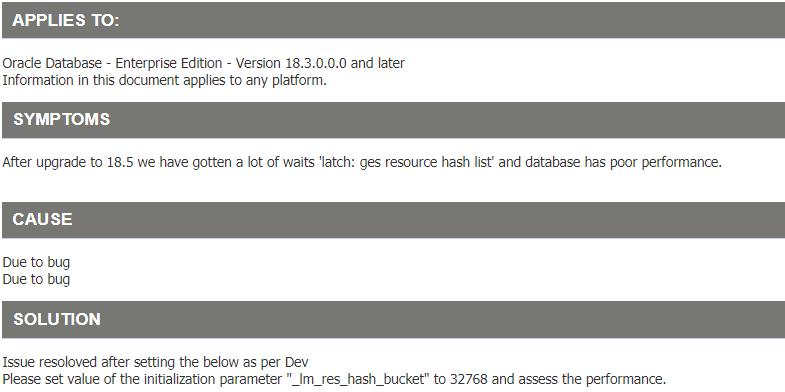 APPLIES TO:
Oracle Database - Enterprise Edition - Version 18.3.0.0.0 and later
Information in this document applies to any platform.
SYMPTOMS
After upgrade to 18.5 we have gotten a lot of waits 'latch: ges resource hash list' and database has poor performance.
CAUSE
Due to bug
Due to bug
SOLUTION
Issue resoloved after setting the below as per Dev
Please set value of the initialization parameter "_lm_res_hash_bucket" to 32768 and assess the performance.